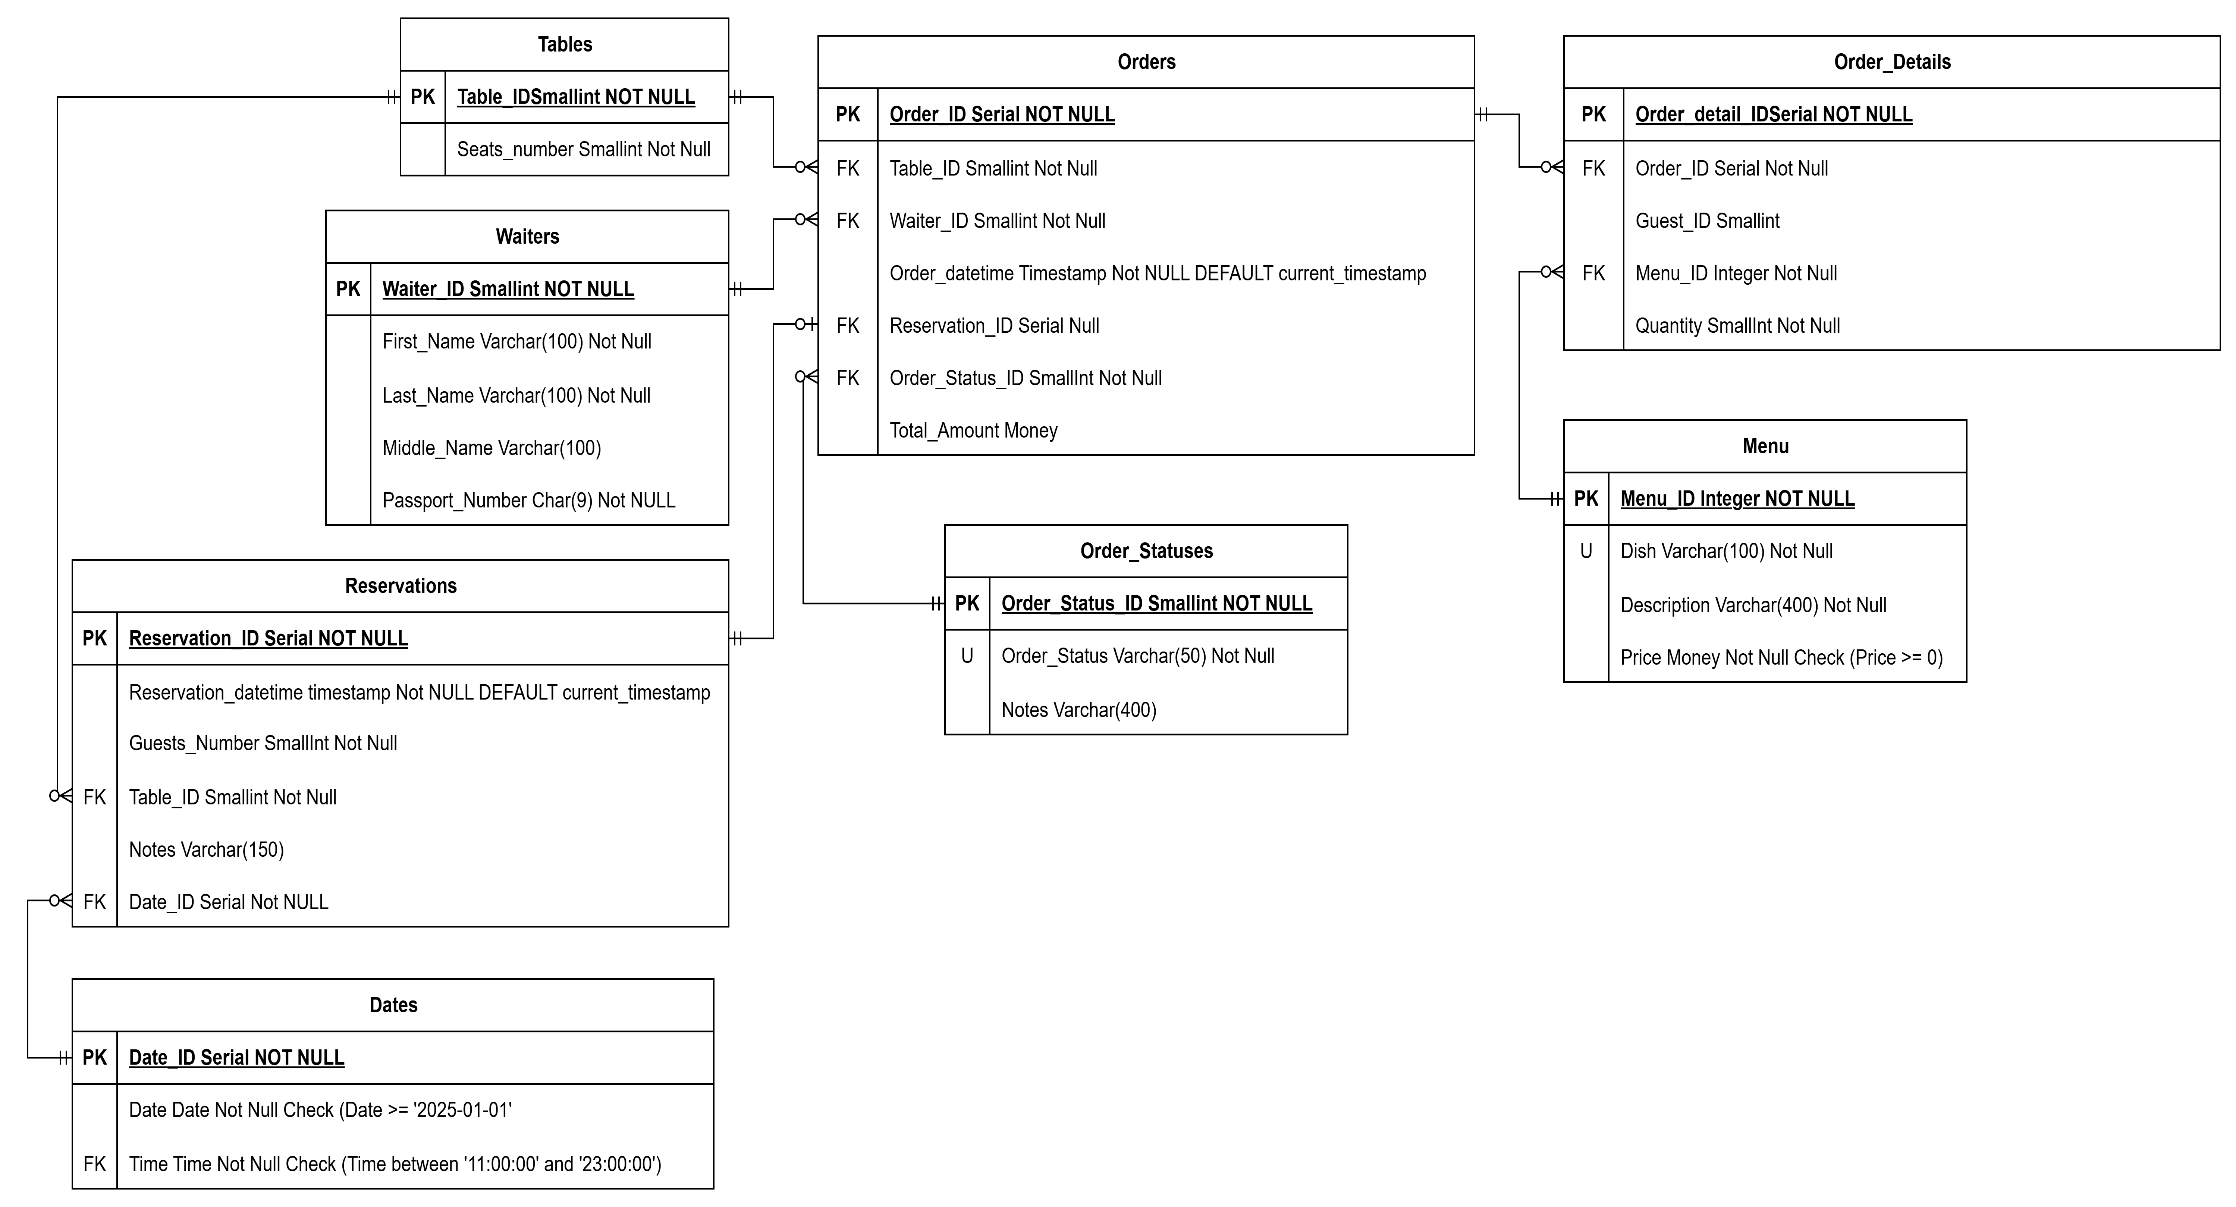 Tables
PK Table_IDSmallint NOT NULL
Seats_number Smallint Not Null
Waiters
PK Waiter_ID Smallint NOT NULL
First_Name Varchar(100) Not Null
Last_Name Varchar(100) Not Null
Middle_Name Varchar(100)
Passport_Number Char(9) Not NULL
Reservations
PK Reservation_ID Serial NOT NULL
Reservation_datetime timestamp Not NULL DEFAULT current_timestamp
Guests_Number SmallInt Not Null
FK Table_ID Smallint Not Null
Notes Varchar(150)
FK Date_ID Serial Not NULL
Dates
PK Date_ID Serial NOT NULL
Date Date Not Null Check (Date >= '2025-01-01'
FK Time Time Not Null Check (Time between '11:00:00' and '23:00:00')
Orders
PK Order_ID Serial NOT NULL
FK Table_ID Smallint Not Null
FK Waiter_ID Smallint Not Null
Order_datetime Timestamp Not NULL DEFAULT current_timestamp
FK Reservation_ID Serial Null
FK Order_Status_ID SmallInt Not Null
Total_Amount Money
Order_Statuses
PK Order_Status_ID Smallint NOT NULL
U Order_Status Varchar(50) Not Null
Notes Varchar(400)
Order_Details
PK Order_detail_IDSerial NOT NULL
FK Order_ID Serial Not Null
Guest_ID Smallint
FK Menu_ID Integer Not Null
Quantity SmallInt Not Null
Menu
PK Menu_ID Integer NOT NULL
U Dish Varchar(100) Not Null
Description Varchar(400) Not Null
Price Money Not Null Check (Price >= 0)